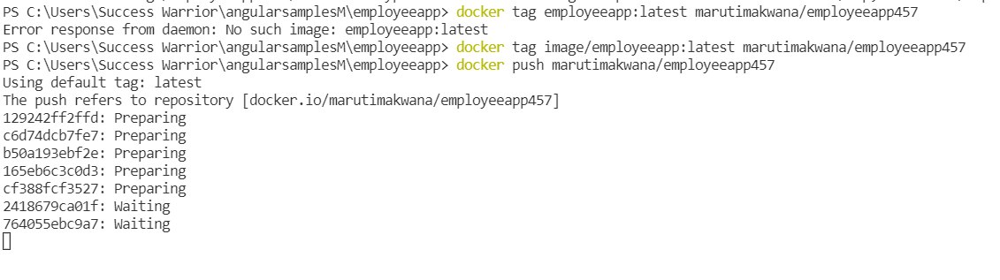 PS C:\Users\Success Warrior\angularsamplesM\employeeapp> docker tag employeeapp:latest marutimakwana/employeeapp457
Error response from daemon: No such image: employeeapp:latest
PS C:\Users\Success Warrior\angularsamplesM\employeeapp> docker tag image/employeeapp:latest marutimakwana/employeeapp457
PS C:\Users\Success Warrior\angularsamplesM\employeeapp> docker push marutimakwana/employeeapp457
Using default tag: latest
The push refers to repository [docker.io/marutimakwana/employeeapp457]
129242ff2ffd: Preparing
c6d74dcb7fe7: Preparing
b50a193ebf2e: Preparing
165eb6c3c0d3: Preparing
cf388fcf3527: Preparing
2418679ca01f: Waiting
764055ebc9a7: Waiting